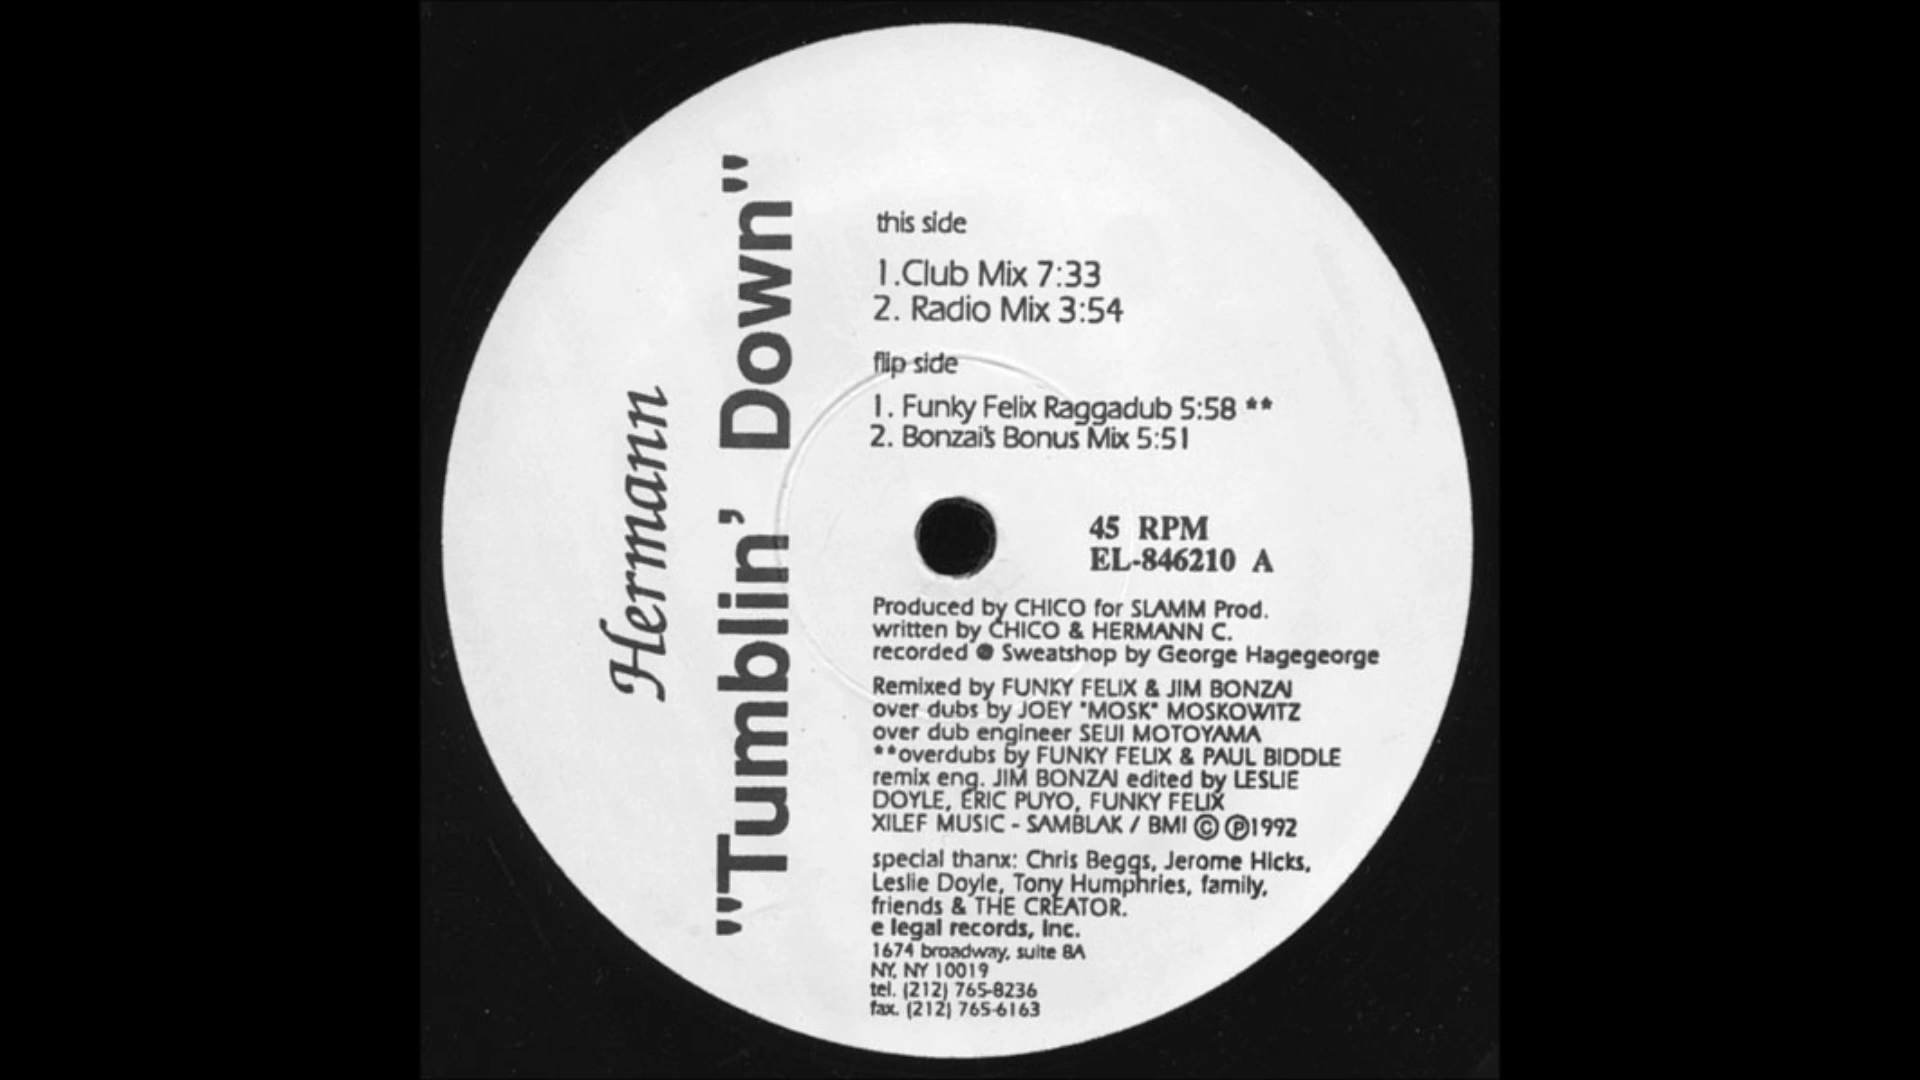 Hermann
"Tumblin' Down"
this side
1.Club Mix 7:33
2. Radio Mix 3:54
flip side
1. Funky Felix Raggadub 5:58 **
2. Bonzai's Bonus Mix 5:51
45 RPM
EL-846210 A
Produced by CHICO for SLAMM Prod.
written by CHICO & HERMANN C.
recorded @ Sweatshop by George Hagegeorge
Remixed by FUNKY FELIX & JIM BONZAI
over dubs by JOEY "MOSK" MOSKOWITZ
over dub engineer SEIJI MOTOYAMA
**overdubs by FUNKY FELIX & PAUL BIDDLE
remix eng. JIM BONZAI edited by LESLIE
DOYLE, ERIC PUYO, FUNKY FELIX
XILEF MUSIC - SAMBLAK / BMI © ℗1992
special thanx: Chris Beggs, Jerome Hicks,
Leslie Doyle, Tony Humphries, family,
friends & THE CREATOR.
e legal records, Inc.
1674 broadway, suite 8A
NY, NY 10019
tel. (212) 765-8236
fax. (212) 765-6163